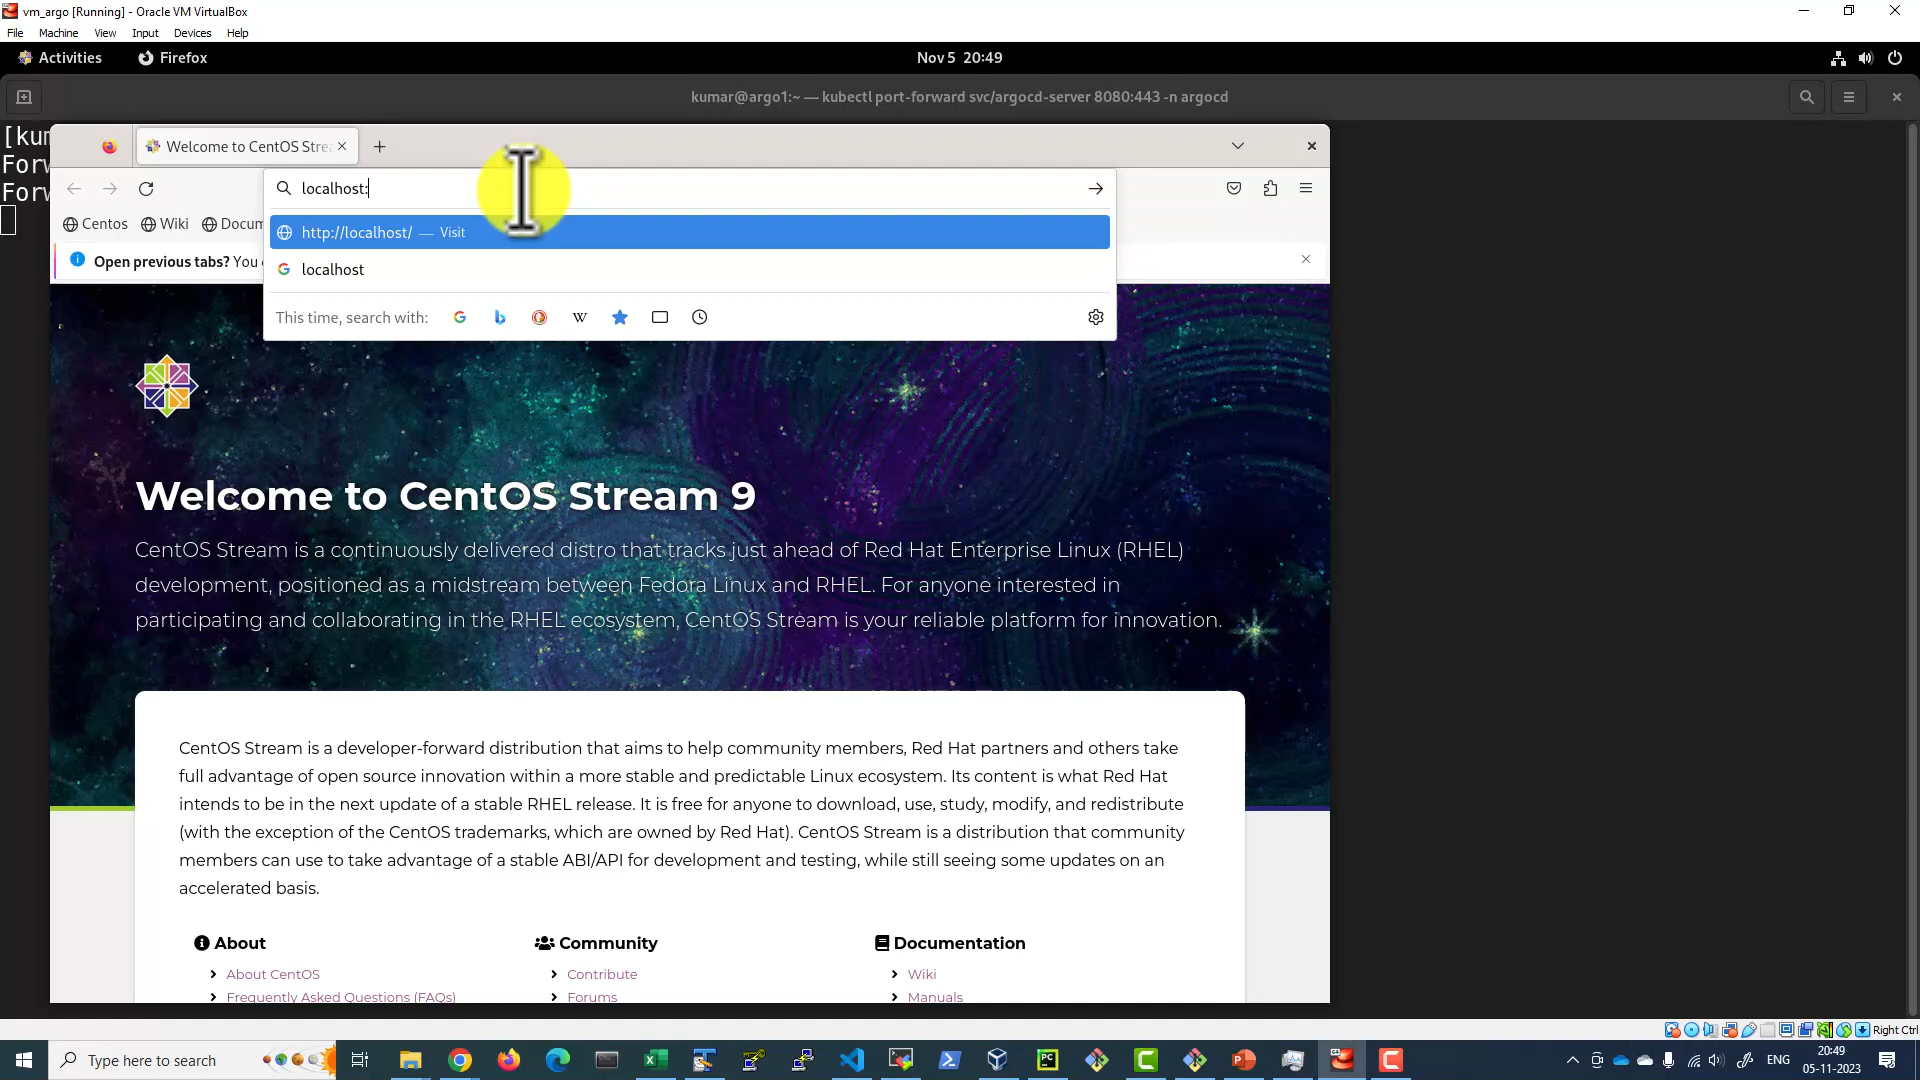 vm_argo [Running] - Oracle VM VirtualBox
File Machine View Input Devices Help
Activities Firefox Nov 5 20:49
kumar@argo1:~ — kubectl port-forward svc/argocd-server 8080:443 -n argocd
[kum
Forw
Forw
Welcome to CentOS Stre
localhost:
Centos Wiki Docum
http://localhost/ — Visit
Open previous tabs? You
localhost
This time, search with:
Welcome to CentOS Stream 9
CentOS Stream is a continuously delivered distro that tracks just ahead of Red Hat Enterprise Linux (RHEL)
development, positioned as a midstream between Fedora Linux and RHEL. For anyone interested in
participating and collaborating in the RHEL ecosystem, CentOS Stream is your reliable platform for innovation.
CentOS Stream is a developer-forward distribution that aims to help community members, Red Hat partners and others take
full advantage of open source innovation within a more stable and predictable Linux ecosystem. Its content is what Red Hat
intends to be in the next update of a stable RHEL release. It is free for anyone to download, use, study, modify, and redistribute
(with the exception of the CentOS trademarks, which are owned by Red Hat). CentOS Stream is a distribution that community
members can use to take advantage of a stable ABI/API for development and testing, while still seeing some updates on an
accelerated basis.
About Community Documentation
About CentOS Contribute Wiki
Frequently Asked Questions (FAQs) Forums Manuals
Right Ctrl
Type here to search
ENG
20:49
05-11-2023